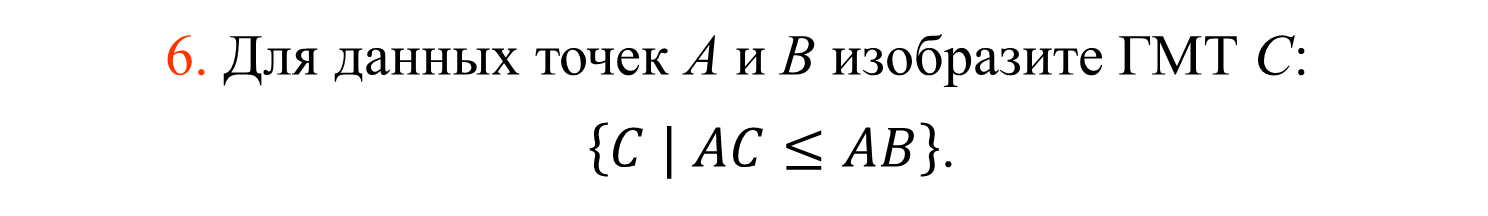 6. Для данных точек A и B изобразите ГМТ C:
{C | AC ≤ AB}.